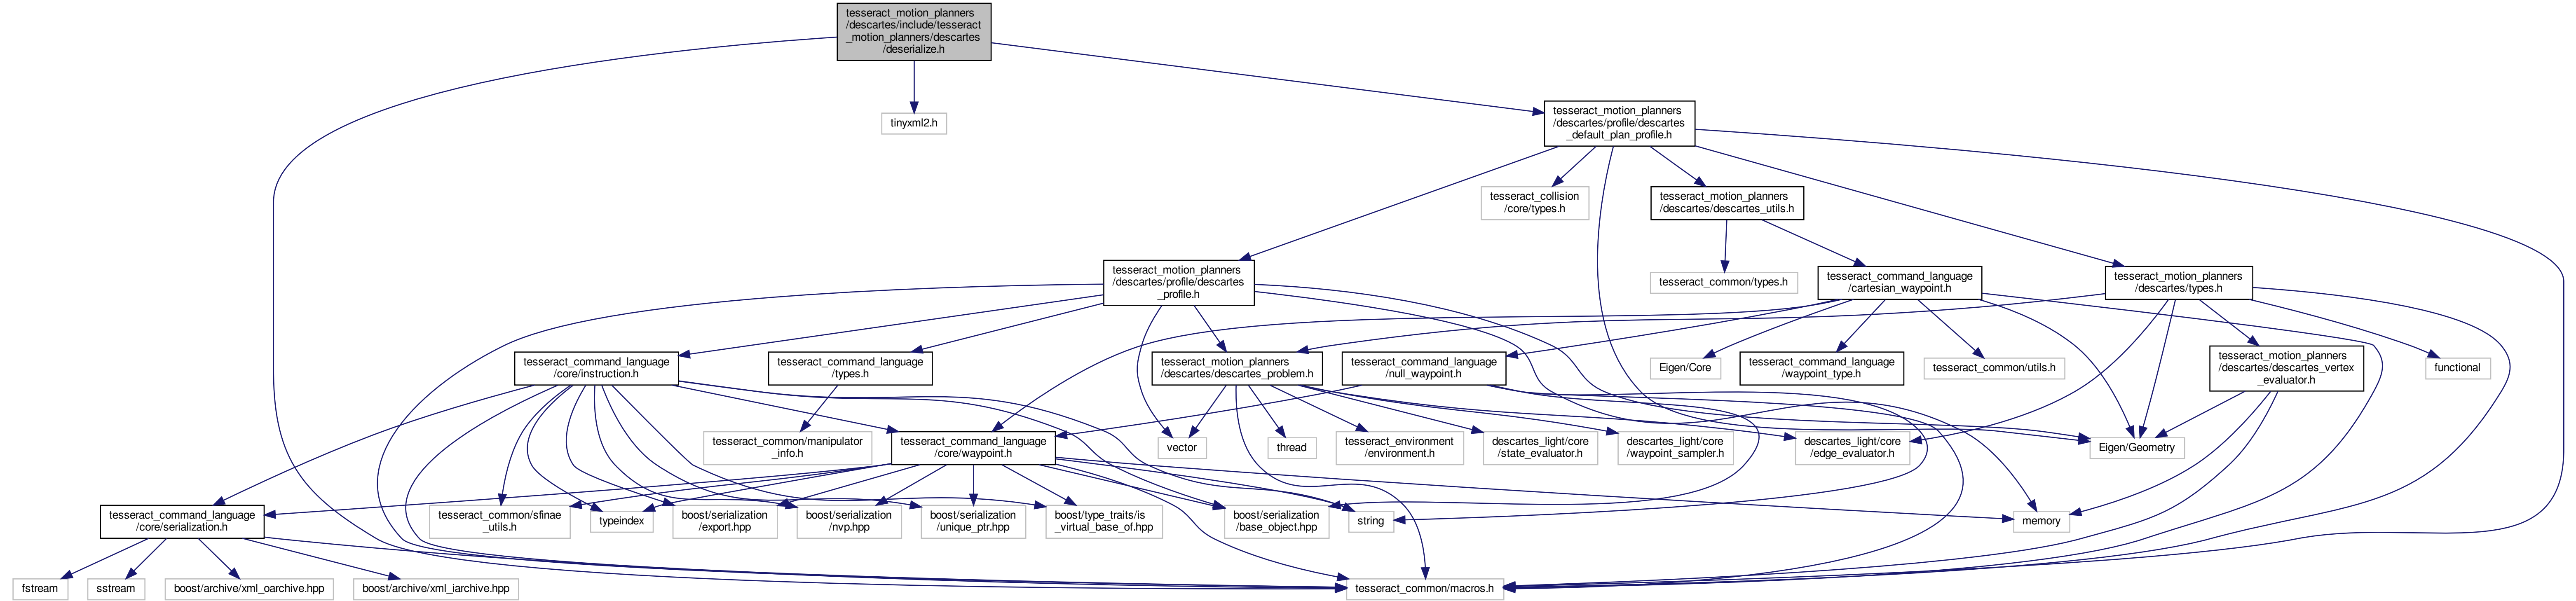 tesseract_motion_planners
/descartes/include/tesseract
_motion_planners/descartes
/deserialize.h
tinyxml2.h
tesseract_motion_planners
/descartes/profile/descartes
_default_plan_profile.h
tesseract_collision
/core/types.h
tesseract_motion_planners
/descartes/descartes_utils.h
tesseract_motion_planners
/descartes/profile/descartes
_profile.h
tesseract_common/types.h
tesseract_command_language
/cartesian_waypoint.h
tesseract_motion_planners
/descartes/types.h
tesseract_command_language
/core/instruction.h
tesseract_command_language
/types.h
tesseract_motion_planners
/descartes/descartes_problem.h
tesseract_command_language
/null_waypoint.h
Eigen/Core
tesseract_command_language
/waypoint_type.h
tesseract_common/utils.h
tesseract_motion_planners
/descartes/descartes_vertex
_evaluator.h
functional
tesseract_common/manipulator
_info.h
tesseract_command_language
/core/waypoint.h
vector
thread
tesseract_environment
/environment.h
descartes_light/core
/state_evaluator.h
descartes_light/core
/waypoint_sampler.h
descartes_light/core
/edge_evaluator.h
Eigen/Geometry
tesseract_command_language
/core/serialization.h
tesseract_common/sfinae
_utils.h
typeindex
boost/serialization
/export.hpp
boost/serialization
/nvp.hpp
boost/serialization
/unique_ptr.hpp
boost/type_traits/is
_virtual_base_of.hpp
boost/serialization
/base_object.hpp
string
memory
fstream
sstream
boost/archive/xml_oarchive.hpp
boost/archive/xml_iarchive.hpp
tesseract_common/macros.h